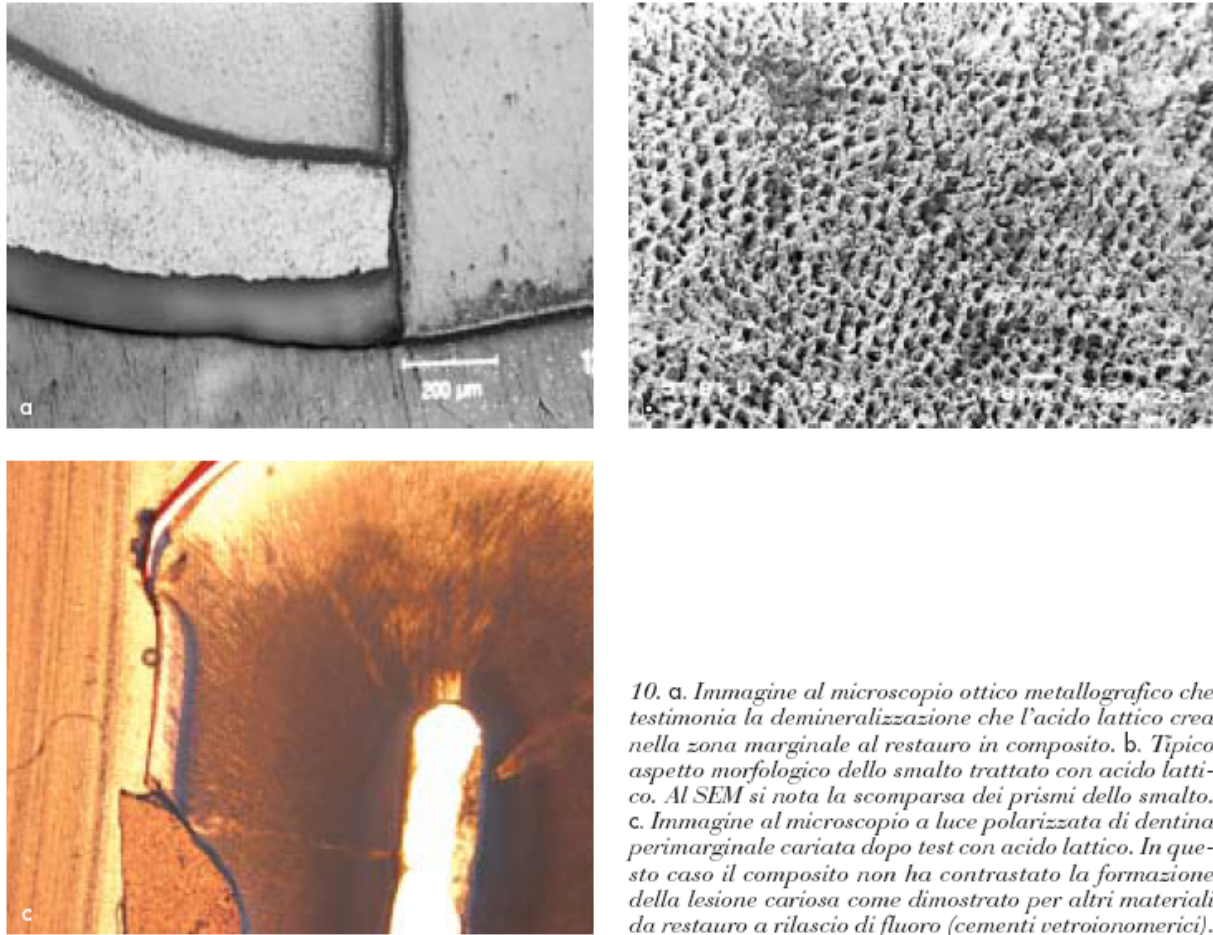 a
200 µm
b
c
10. a. Immagine al microscopio ottico metallografico che
testimonia la demineralizzazione che l'acido lattico crea
nella zona marginale al restauro in composito. b. Tipico
aspetto morfologico dello smalto trattato con acido latti-
co. Al SEM si nota la scomparsa dei prismi dello smalto.
c. Immagine al microscopio a luce polarizzata di dentina
perimarginale cariata dopo test con acido lattico. In que-
sto caso il composito non ha contrastato la formazione
della lesione cariosa come dimostrato per altri materiali
da restauro a rilascio di fluoro (cementi vetroionomerici).